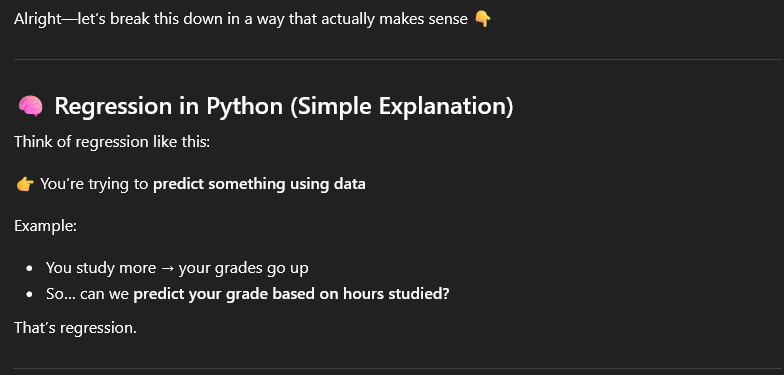 Alright—let's break this down in a way that actually makes sense 👇
🧠 Regression in Python (Simple Explanation)
Think of regression like this:
👉 You're trying to predict something using data
Example:
• You study more → your grades go up
• So... can we predict your grade based on hours studied?
That's regression.